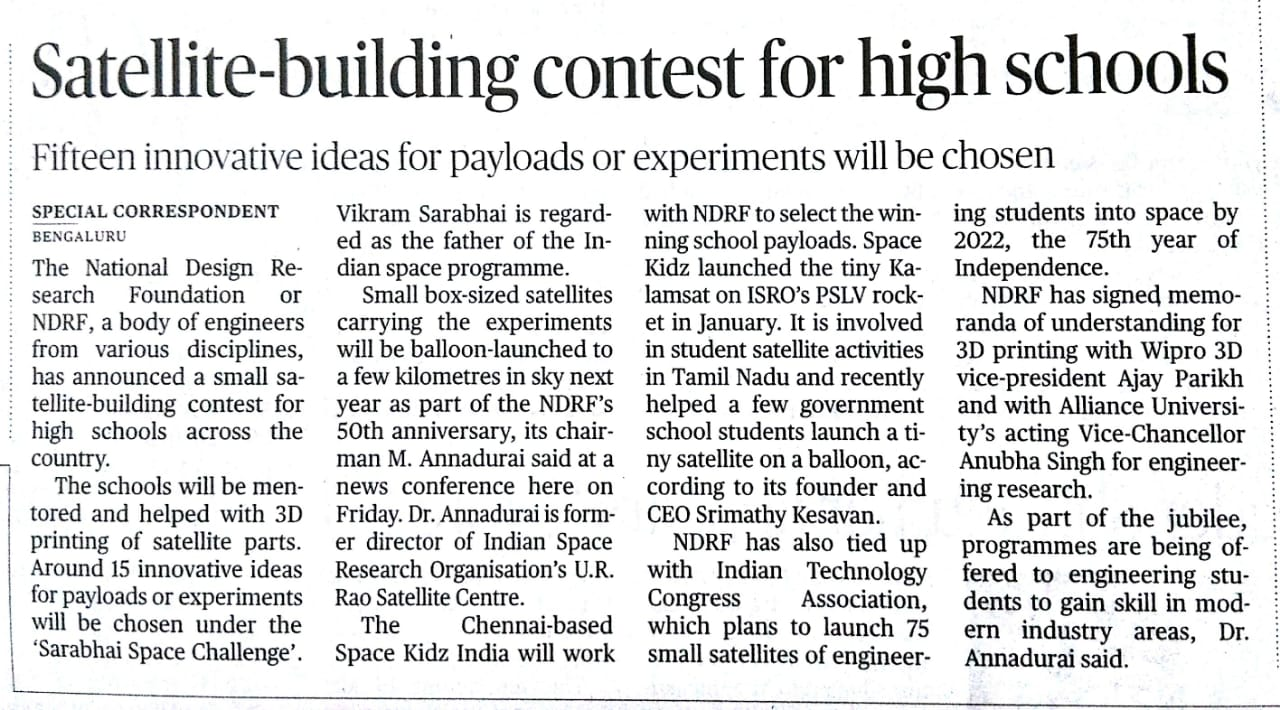 Satellite-building contest for high schools
Fifteen innovative ideas for payloads or experiments will be chosen
SPECIAL CORRESPONDENT
BENGALURU
The National Design Re-
search Foundation or
NDRF, a body of engineers
from various disciplines,
has announced a small sa-
tellite-building contest for
high schools across the
country.
The schools will be men-
tored and helped with 3D
printing of satellite parts.
Around 15 innovative ideas
for payloads or experiments
will be chosen under the
‘Sarabhai Space Challenge’.
Vikram Sarabhai is regard-
ed as the father of the In-
dian space programme.
Small box-sized satellites
carrying the experiments
will be balloon-launched to
a few kilometres in sky next
year as part of the NDRF’s
50th anniversary, its chair-
man M. Annadurai said at a
news conference here on
Friday. Dr. Annadurai is form-
er director of Indian Space
Research Organisation’s U.R.
Rao Satellite Centre.
The Chennai-based
Space Kidz India will work
with NDRF to select the win-
ning school payloads. Space
Kidz launched the tiny Ka-
lamsat on ISRO’s PSLV rock-
et in January. It is involved
in student satellite activities
in Tamil Nadu and recently
helped a few government
school students launch a ti-
ny satellite on a balloon, ac-
cording to its founder and
CEO Srimathy Kesavan.
NDRF has also tied up
with Indian Technology
Congress Association,
which plans to launch 75
small satellites of engineer-
ing students into space by
2022, the 75th year of
Independence.
NDRF has signed memo-
randa of understanding for
3D printing with Wipro 3D
vice-president Ajay Parikh
and with Alliance Universi-
ty’s acting Vice-Chancellor
Anubha Singh for engineer-
ing research.
As part of the jubilee,
programmes are being of-
fered to engineering stu-
dents to gain skill in mod-
ern industry areas, Dr.
Annadurai said.